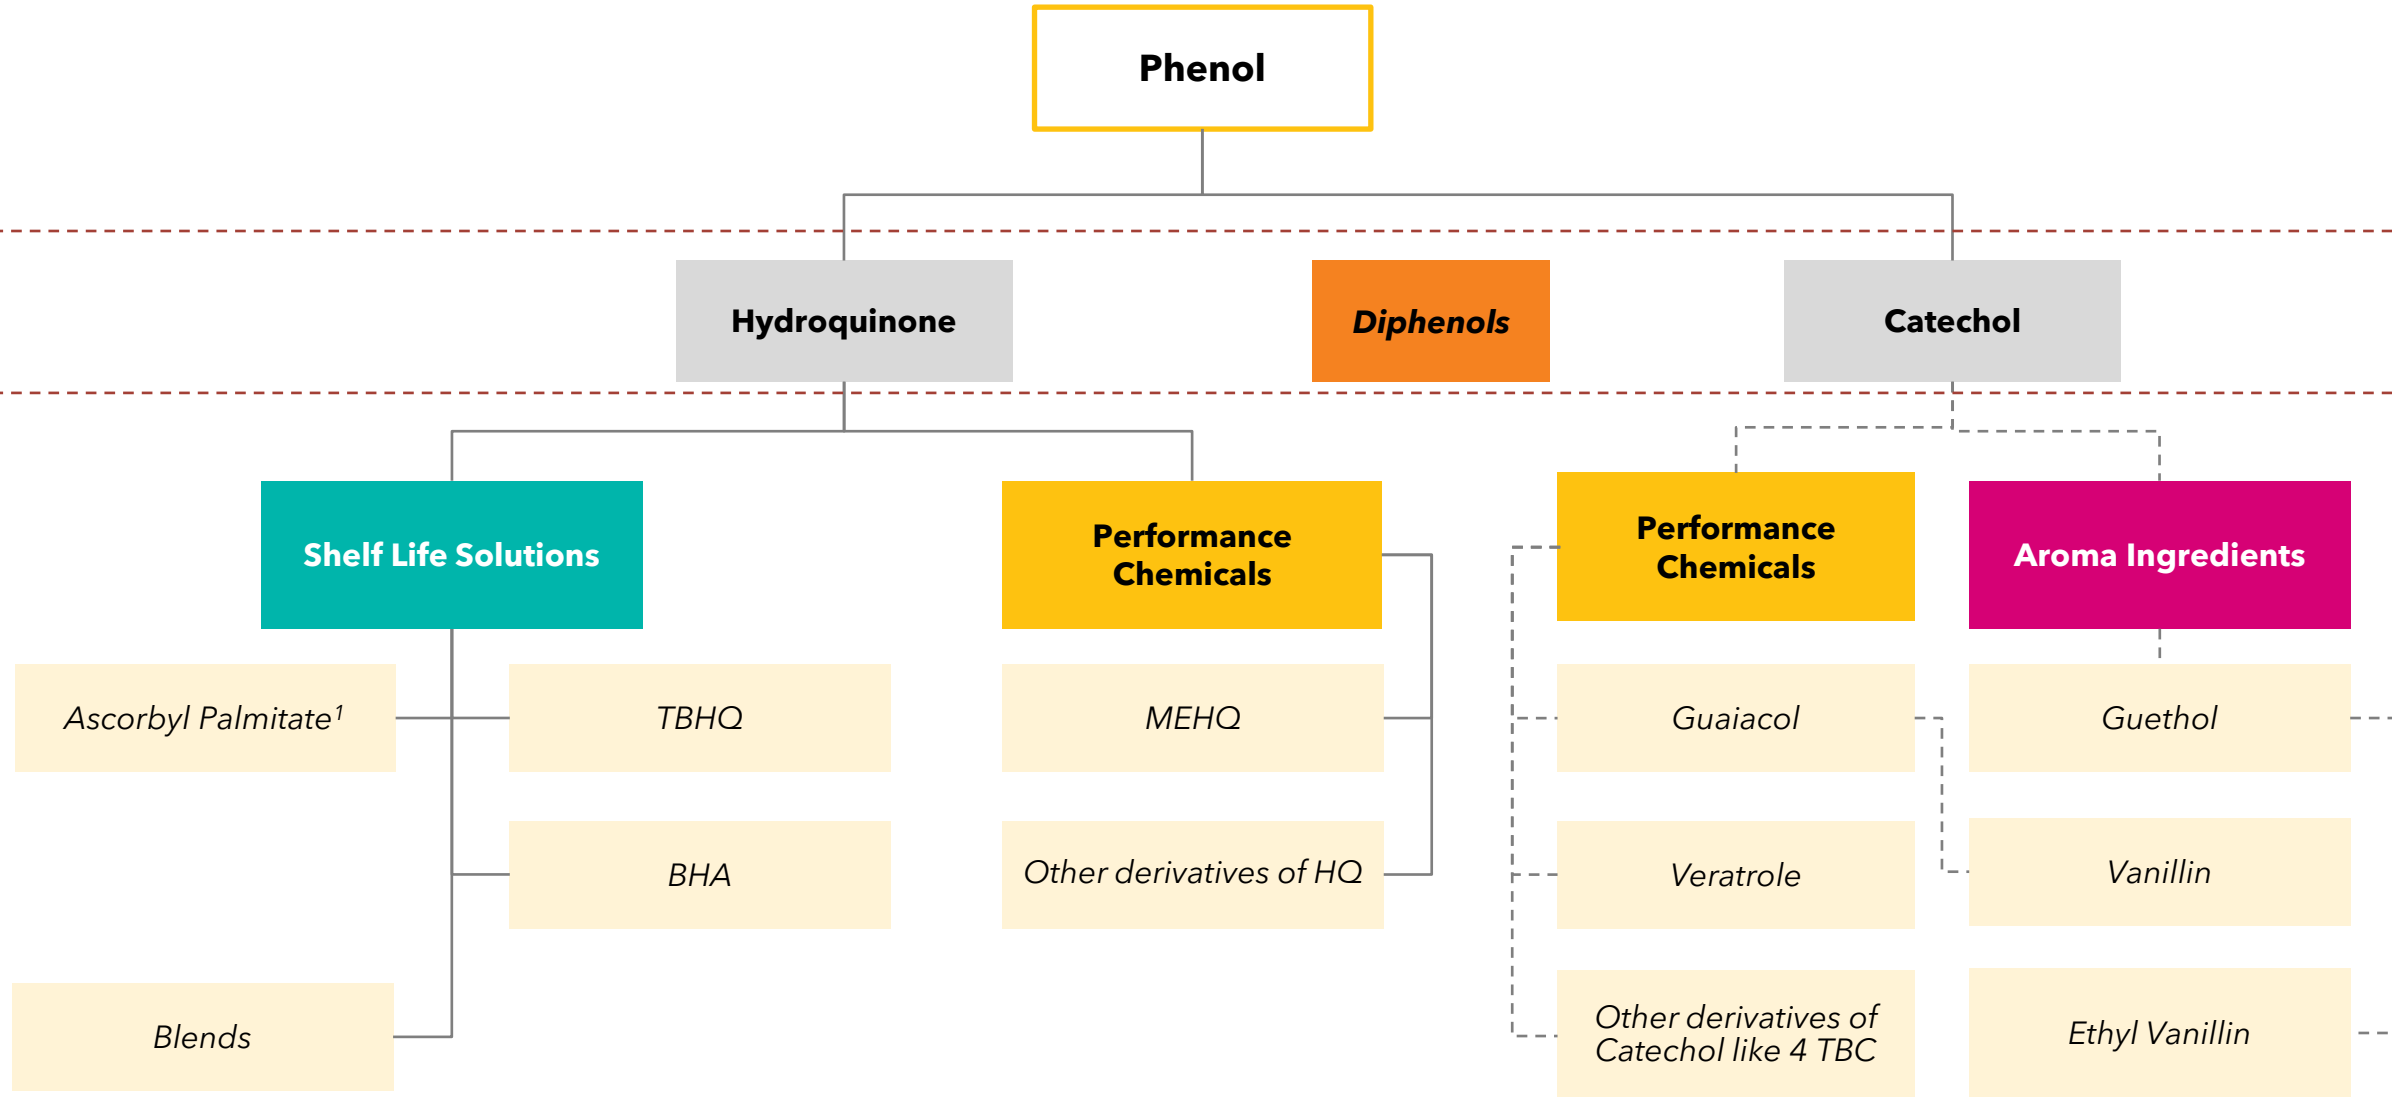 Phenol
Hydroquinone
Diphenols
Catechol
Shelf Life Solutions
Performance
Chemicals
Performance
Chemicals
Aroma Ingredients
Ascorbyl Palmitate¹
TBHQ
MEHQ
Guaiacol
Guethol
BHA
Other derivatives of HQ
Veratrole
Vanillin
Blends
Other derivatives of
Catechol like 4 TBC
Ethyl Vanillin